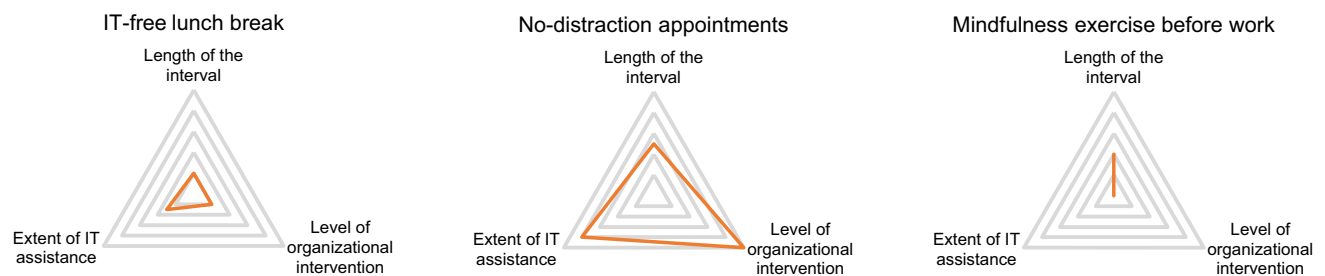 IT-free lunch break
Length of the
interval
Extent of IT
assistance
Level of
organizational
intervention
No-distraction appointments
Length of the
interval
Extent of IT
assistance
Level of
organizational
intervention
Mindfulness exercise before work
Length of the
interval
Extent of IT
assistance
Level of
organizational
intervention